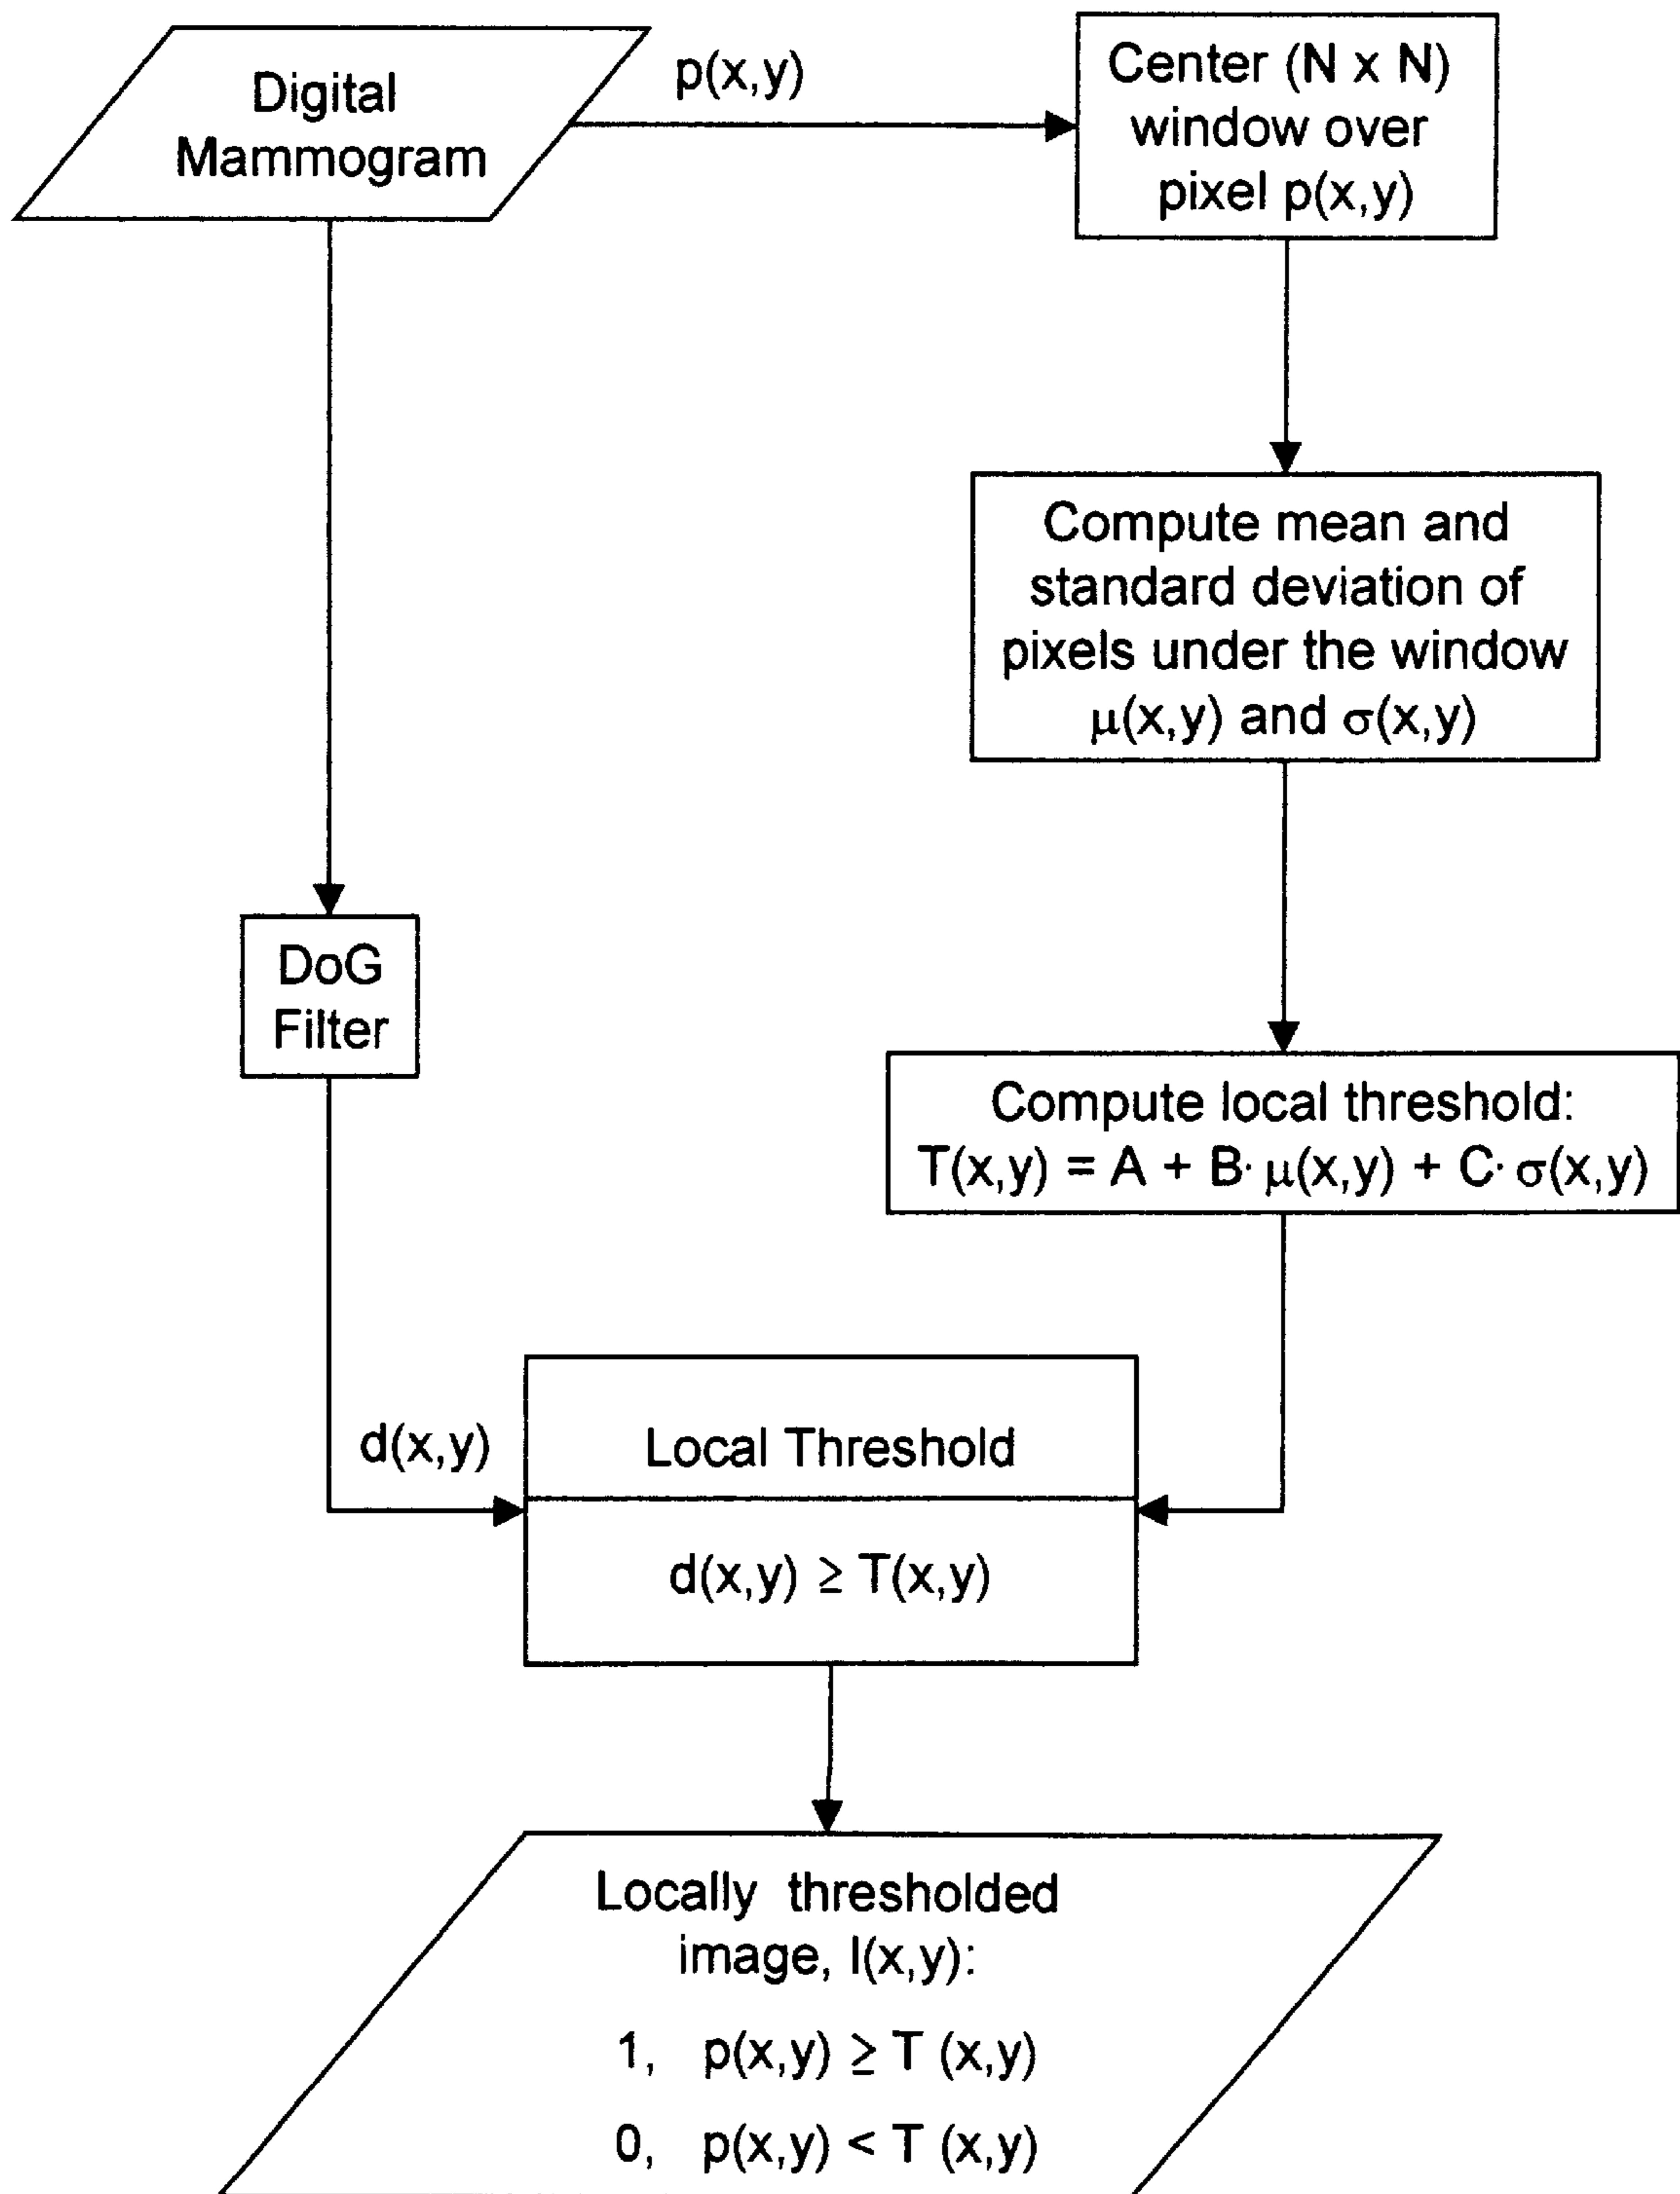 Digital
Mammogram
p(x,y)
Center (N x N)
window over
pixel p(x,y)
Compute mean and
standard deviation of
pixels under the window
μ(x,y) and σ(x,y)
DoG
Filter
Compute local threshold:
T(x,y) = A + B· μ(x,y) + C· σ(x,y)
d(x,y)
Local Threshold
d(x,y) ≥ T(x,y)
Locally thresholded
image, I(x,y):
1, p(x,y) ≥ T (x,y)
0, p(x,y) < T (x,y)